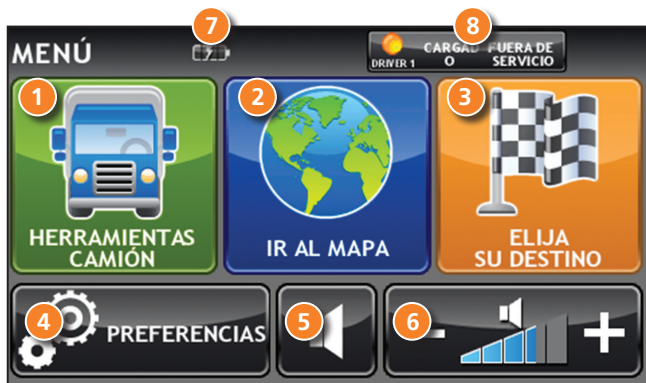 7
8
MENÚ
DRIVER 1
CARGAD
O
FUERA DE
SERVICIO
1
2
3
HERRAMIENTAS
CAMIÓN
IR AL MAPA
ELIJA
SU DESTINO
4
PREFERENCIAS
5
6
-
+